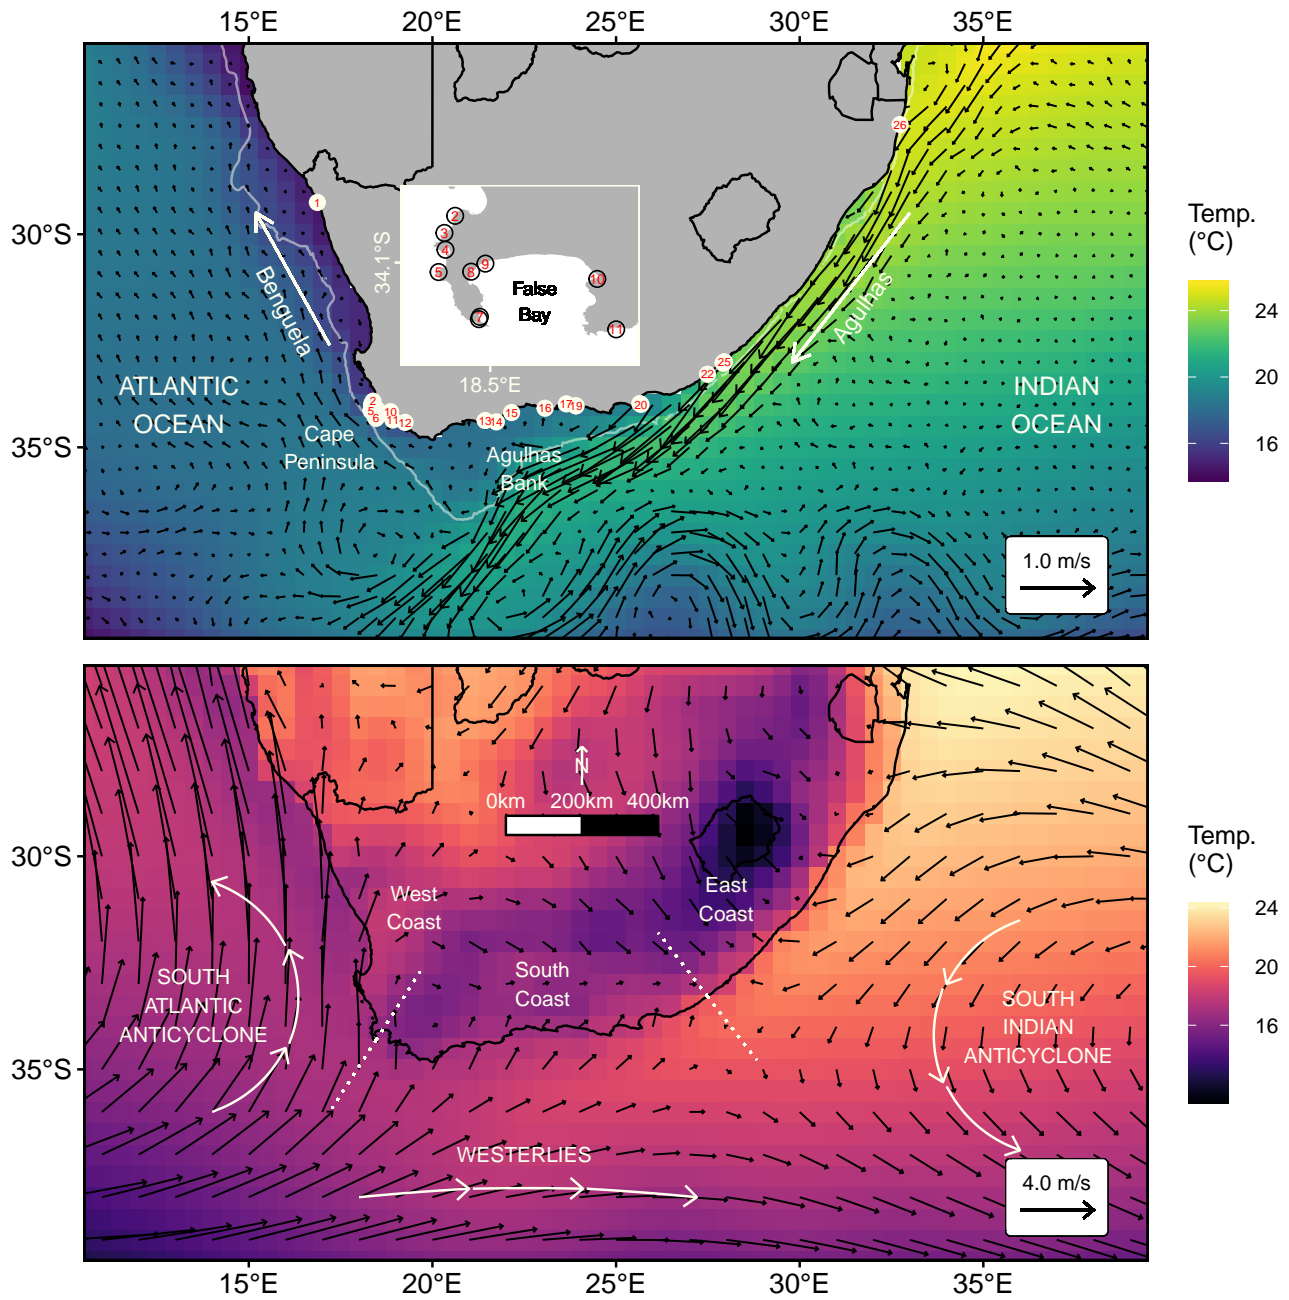 15°E 20°E 25°E 30°E 35°E
26
1
2
3
4
5
8
9
10
7
11
False
Bay
34.1°S
18.5°E
30°S
35°S
Benguela
Agulhas
ATLANTIC
OCEAN
INDIAN
OCEAN
25
22
2
5
6
10
11
12
13
14
15
16
17
19
20
Cape
Peninsula
Agulhas
Bank
1.0 m/s
Temp.
(°C)
24
20
16
N
0km 200km 400km
30°S
35°S
West
Coast
East
Coast
South
Coast
SOUTH
ATLANTIC
ANTICYCLONE
SOUTH
INDIAN
ANTICYCLONE
WESTERLIES
4.0 m/s
Temp.
(°C)
24
20
16
15°E 20°E 25°E 30°E 35°E